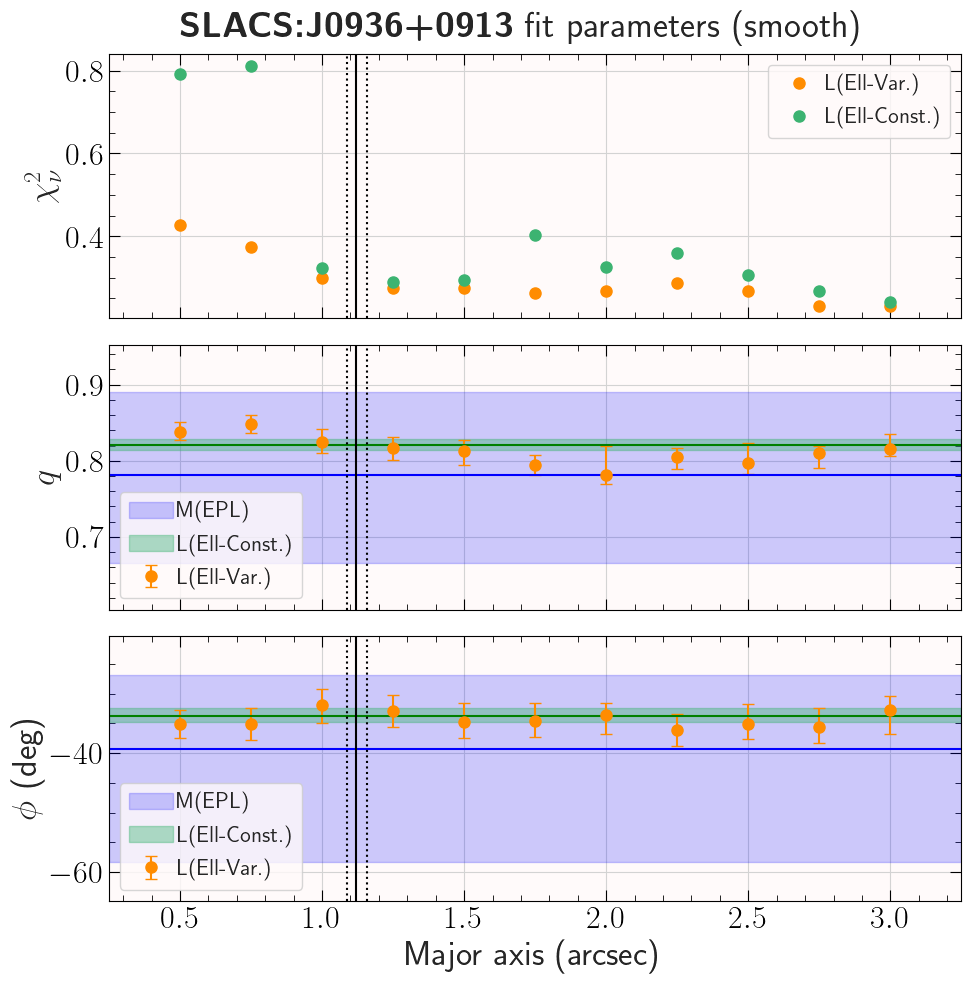 SLACS:J0936+0913 fit parameters (smooth)
0.8
0.6
0.4
χ²ᵥ
L(Ell-Var.)
L(Ell-Const.)
0.9
0.8
0.7
q
M(EPL)
L(Ell-Const.)
L(Ell-Var.)
−40
−60
ϕ (deg)
M(EPL)
L(Ell-Const.)
L(Ell-Var.)
0.5 1.0 1.5 2.0 2.5 3.0
Major axis (arcsec)